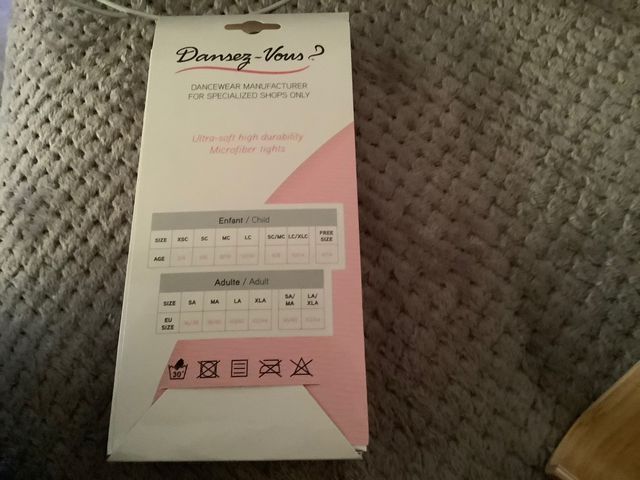 Dansez-Vous?
DANCEWEAR MANUFACTURER
FOR SPECIALIZED SHOPS ONLY
Ultra-soft high durability
Microfiber tights
Enfant / Child
SIZE XSC SC MC LC SC/MC LC/XLC FREE SIZE
AGE
Adulte / Adult
SIZE SA MA LA XLA SA/MA LA/XLA
EU SIZE
30°